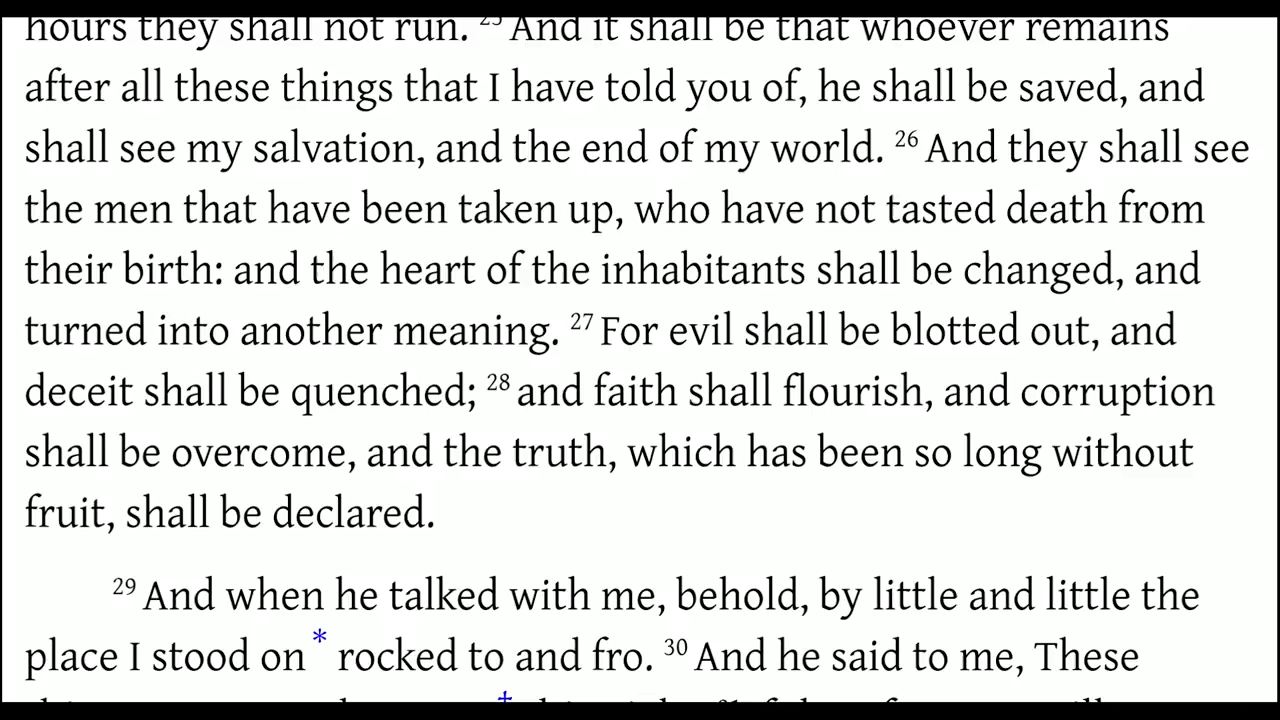 hours they shall not run. 25 And it shall be that whoever remains
after all these things that I have told you of, he shall be saved, and
shall see my salvation, and the end of my world. 26 And they shall see
the men that have been taken up, who have not tasted death from
their birth: and the heart of the inhabitants shall be changed, and
turned into another meaning. 27 For evil shall be blotted out, and
deceit shall be quenched; 28 and faith shall flourish, and corruption
shall be overcome, and the truth, which has been so long without
fruit, shall be declared.
29 And when he talked with me, behold, by little and little the
place I stood on* rocked to and fro. 30 And he said to me, These